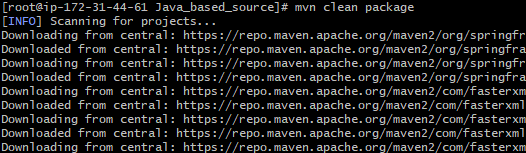 [root@ip-172-31-44-61 Java_based_source]# mvn clean package
[INFO] Scanning for projects...
Downloading from central: https://repo.maven.apache.org/maven2/org/springfr
Downloaded from central: https://repo.maven.apache.org/maven2/org/springfra
Downloading from central: https://repo.maven.apache.org/maven2/org/springfr
Downloaded from central: https://repo.maven.apache.org/maven2/org/springfra
Downloading from central: https://repo.maven.apache.org/maven2/com/fasterxm
Downloaded from central: https://repo.maven.apache.org/maven2/com/fasterxml
Downloading from central: https://repo.maven.apache.org/maven2/com/fasterxm
Downloaded from central: https://repo.maven.apache.org/maven2/com/fasterxml
Downloading from central: https://repo.maven.apache.org/maven2/com/fasterxm